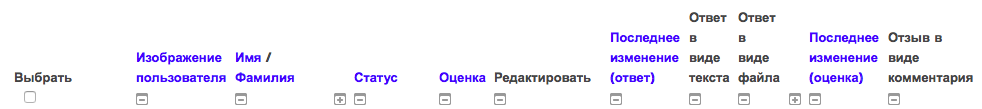 Выбрать
Изображение
пользователя
Имя /
Фамилия
Статус
Оценка
Редактировать
Последнее
изменение
(ответ)
Ответ
в
виде
текста
Ответ
в
виде
файла
Последнее
изменение
(оценка)
Отзыв в
виде
комментария